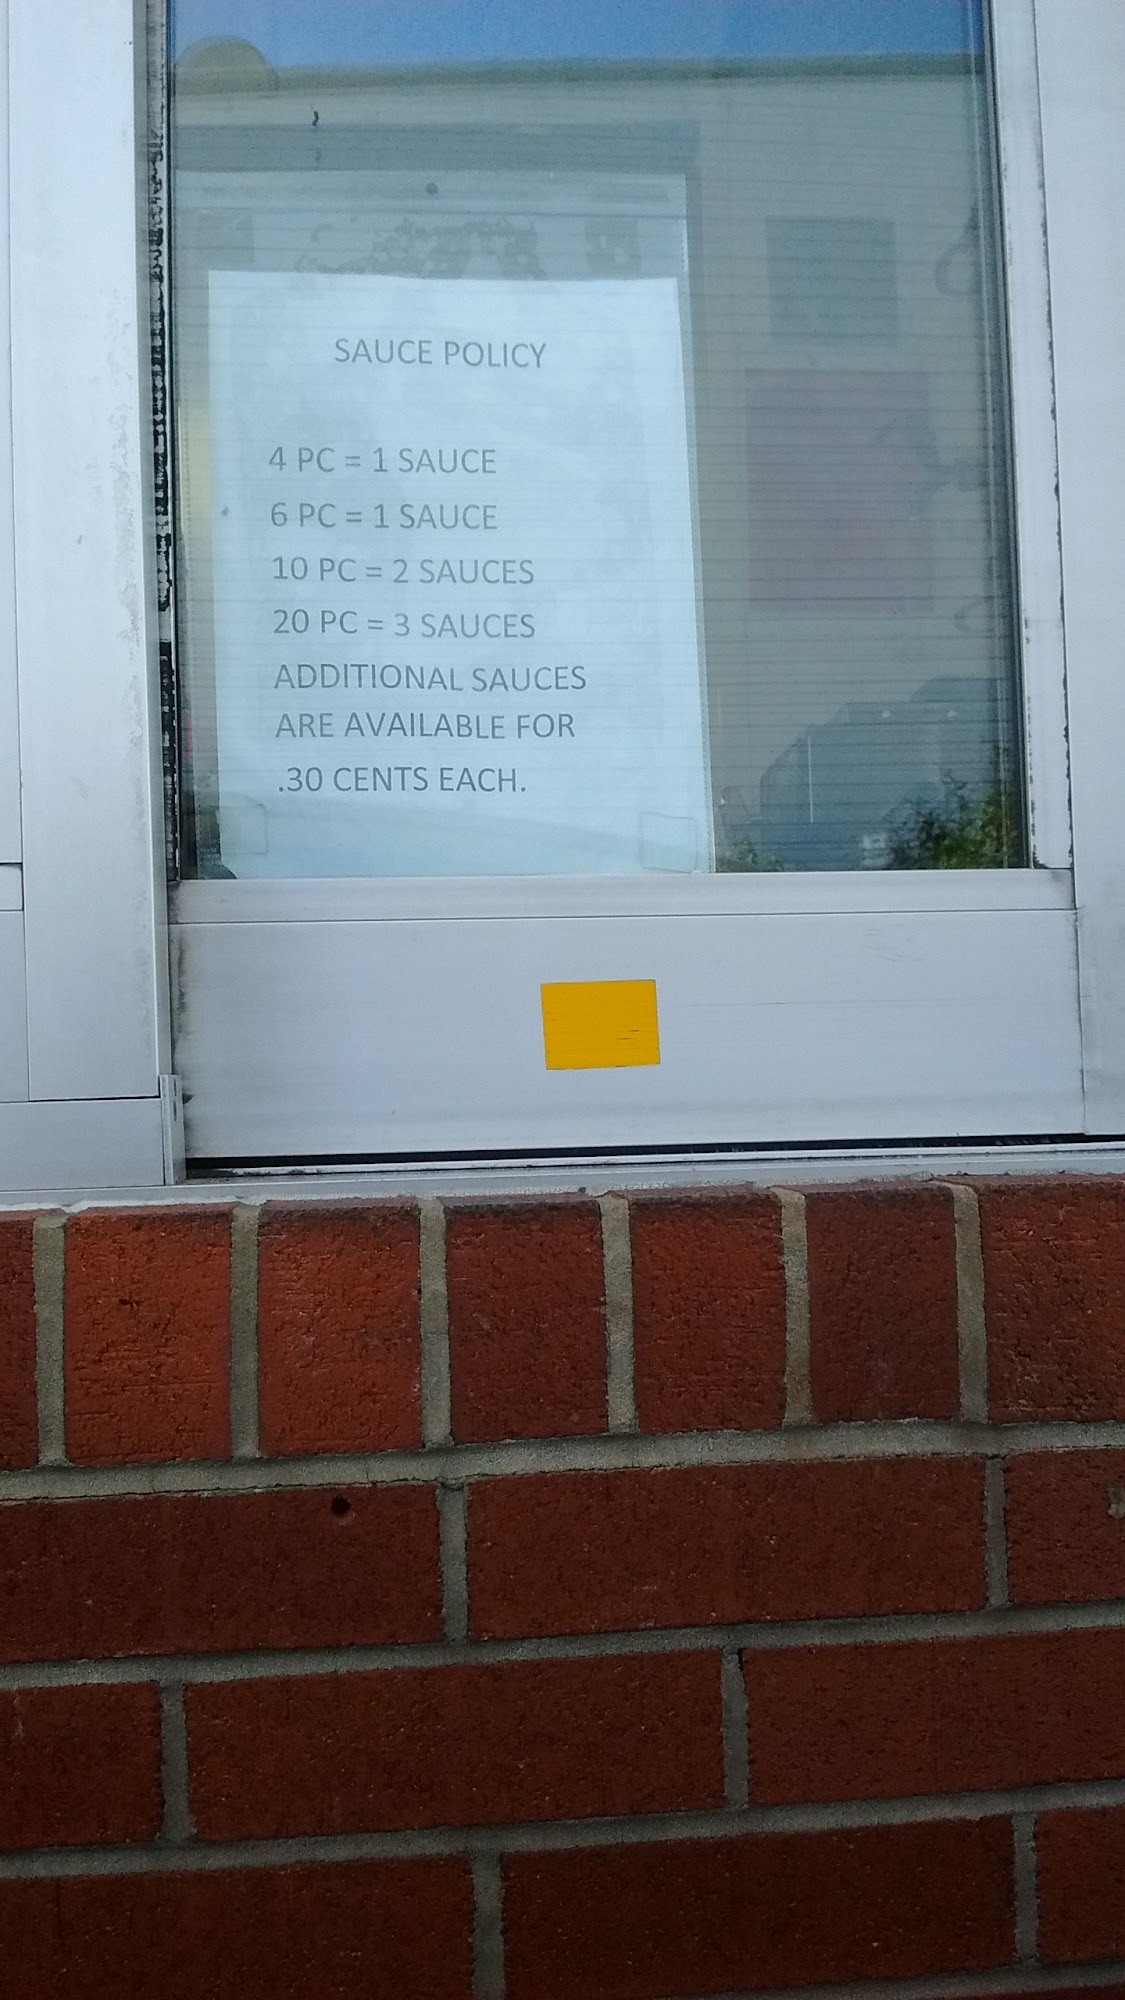 SAUCE POLICY
4 PC = 1 SAUCE
6 PC = 1 SAUCE
10 PC = 2 SAUCES
20 PC = 3 SAUCES
ADDITIONAL SAUCES
ARE AVAILABLE FOR
.30 CENTS EACH.